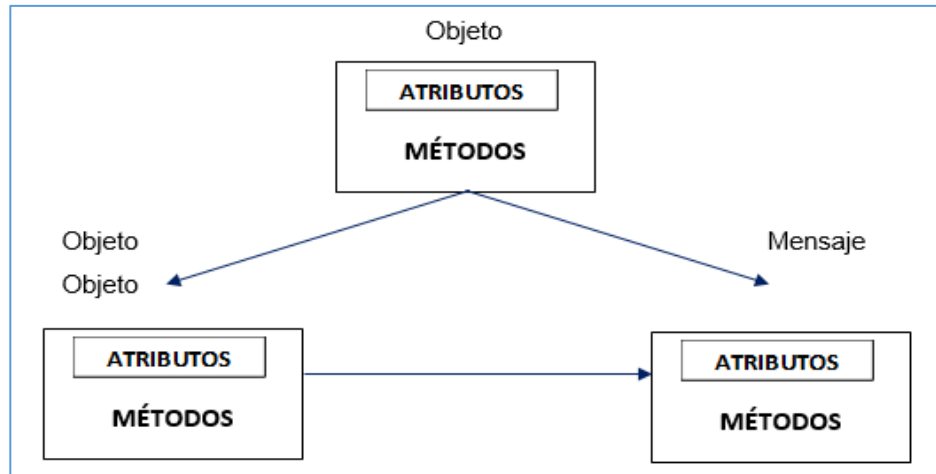 Objeto
ATRIBUTOS
MÉTODOS
Objeto
Mensaje
Objeto
ATRIBUTOS
MÉTODOS
ATRIBUTOS
MÉTODOS